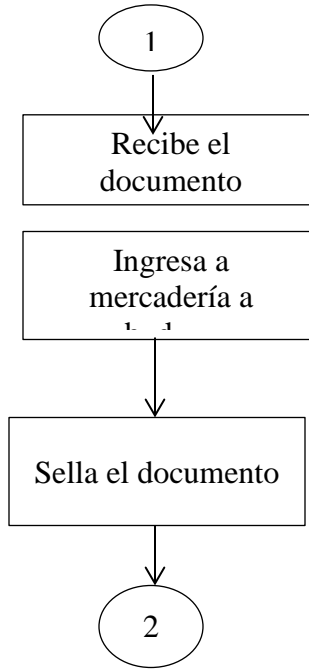 1
Recibe el
documento
Ingresa a
mercadería a
Sella el documento
2